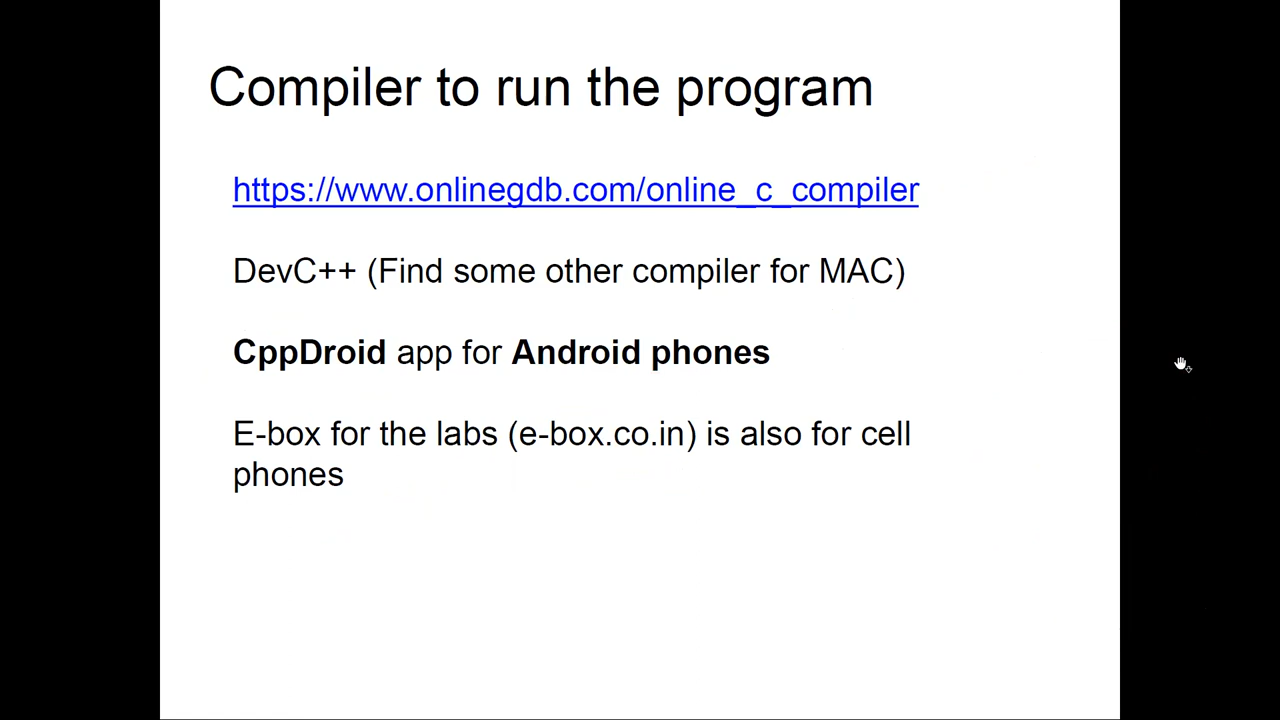 Compiler to run the program
https://www.onlinegdb.com/online_c_compiler
DevC++ (Find some other compiler for MAC)
CppDroid app for Android phones
E-box for the labs (e-box.co.in) is also for cell
phones